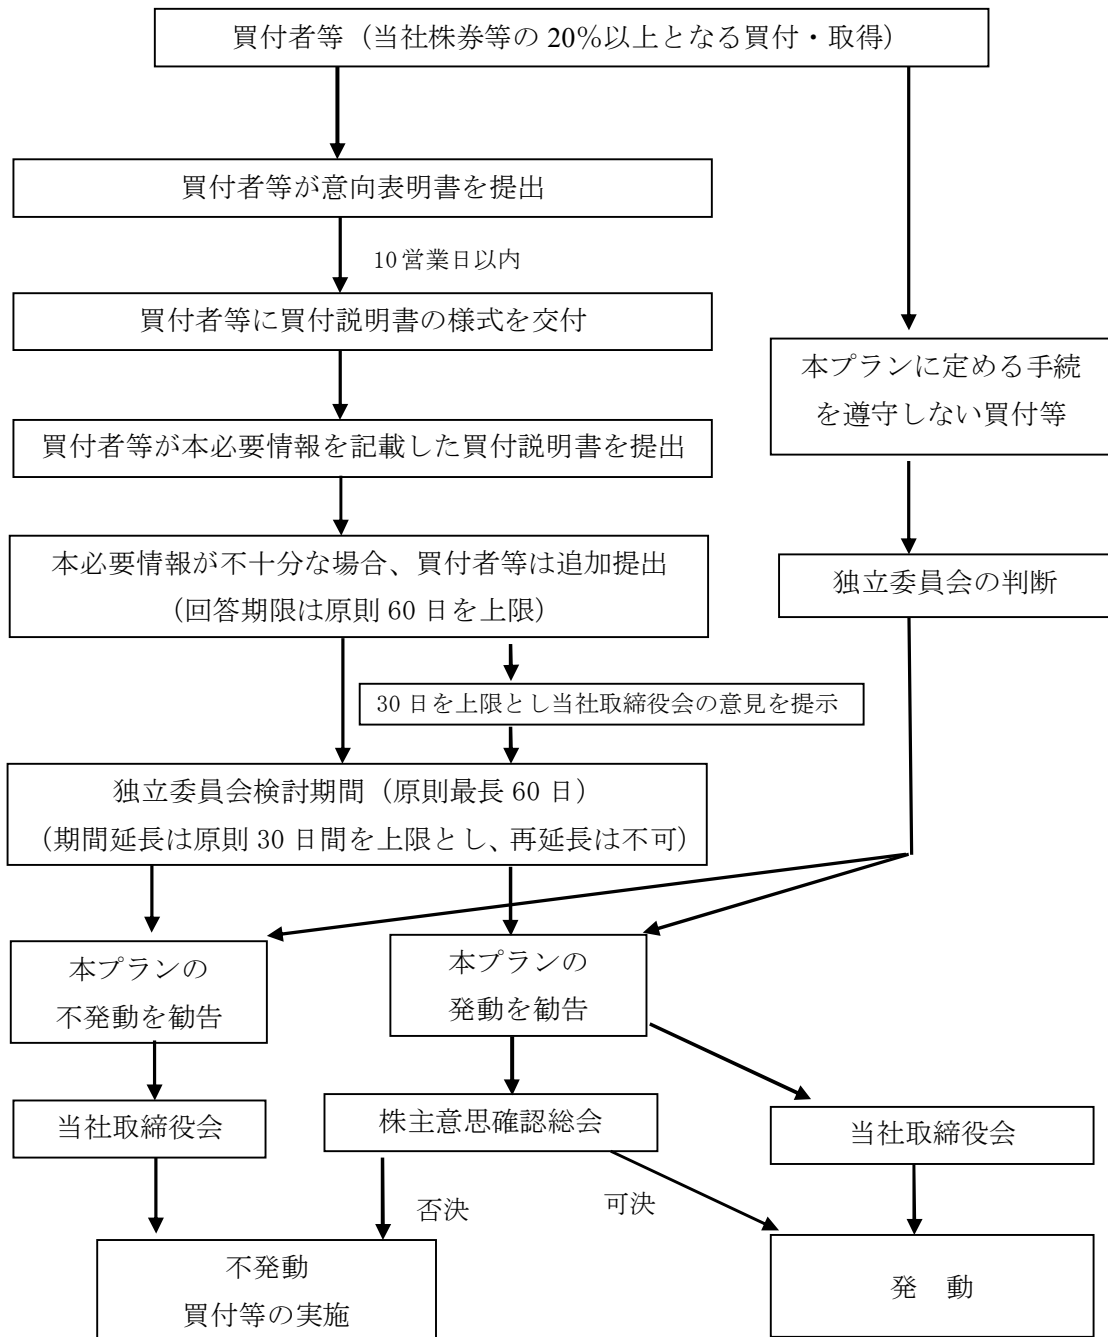 買付者等（当社株券等の 20%以上となる買付・取得）
買付者等が意向表明書を提出
10 営業日以内
買付者等に買付説明書の様式を交付
本プランに定める手続
を遵守しない買付等
買付者等が本必要情報を記載した買付説明書を提出
本必要情報が不十分な場合、買付者等は追加提出
（回答期限は原則 60 日を上限）
独立委員会の判断
30 日を上限とし当社取締役会の意見を提示
独立委員会検討期間（原則最長 60 日）
（期間延長は原則 30 日間を上限とし、再延長は不可）
本プランの
不発動を勧告
本プランの
発動を勧告
当社取締役会
株主意思確認総会
当社取締役会
否決
可決
不発動
買付等の実施
発　動